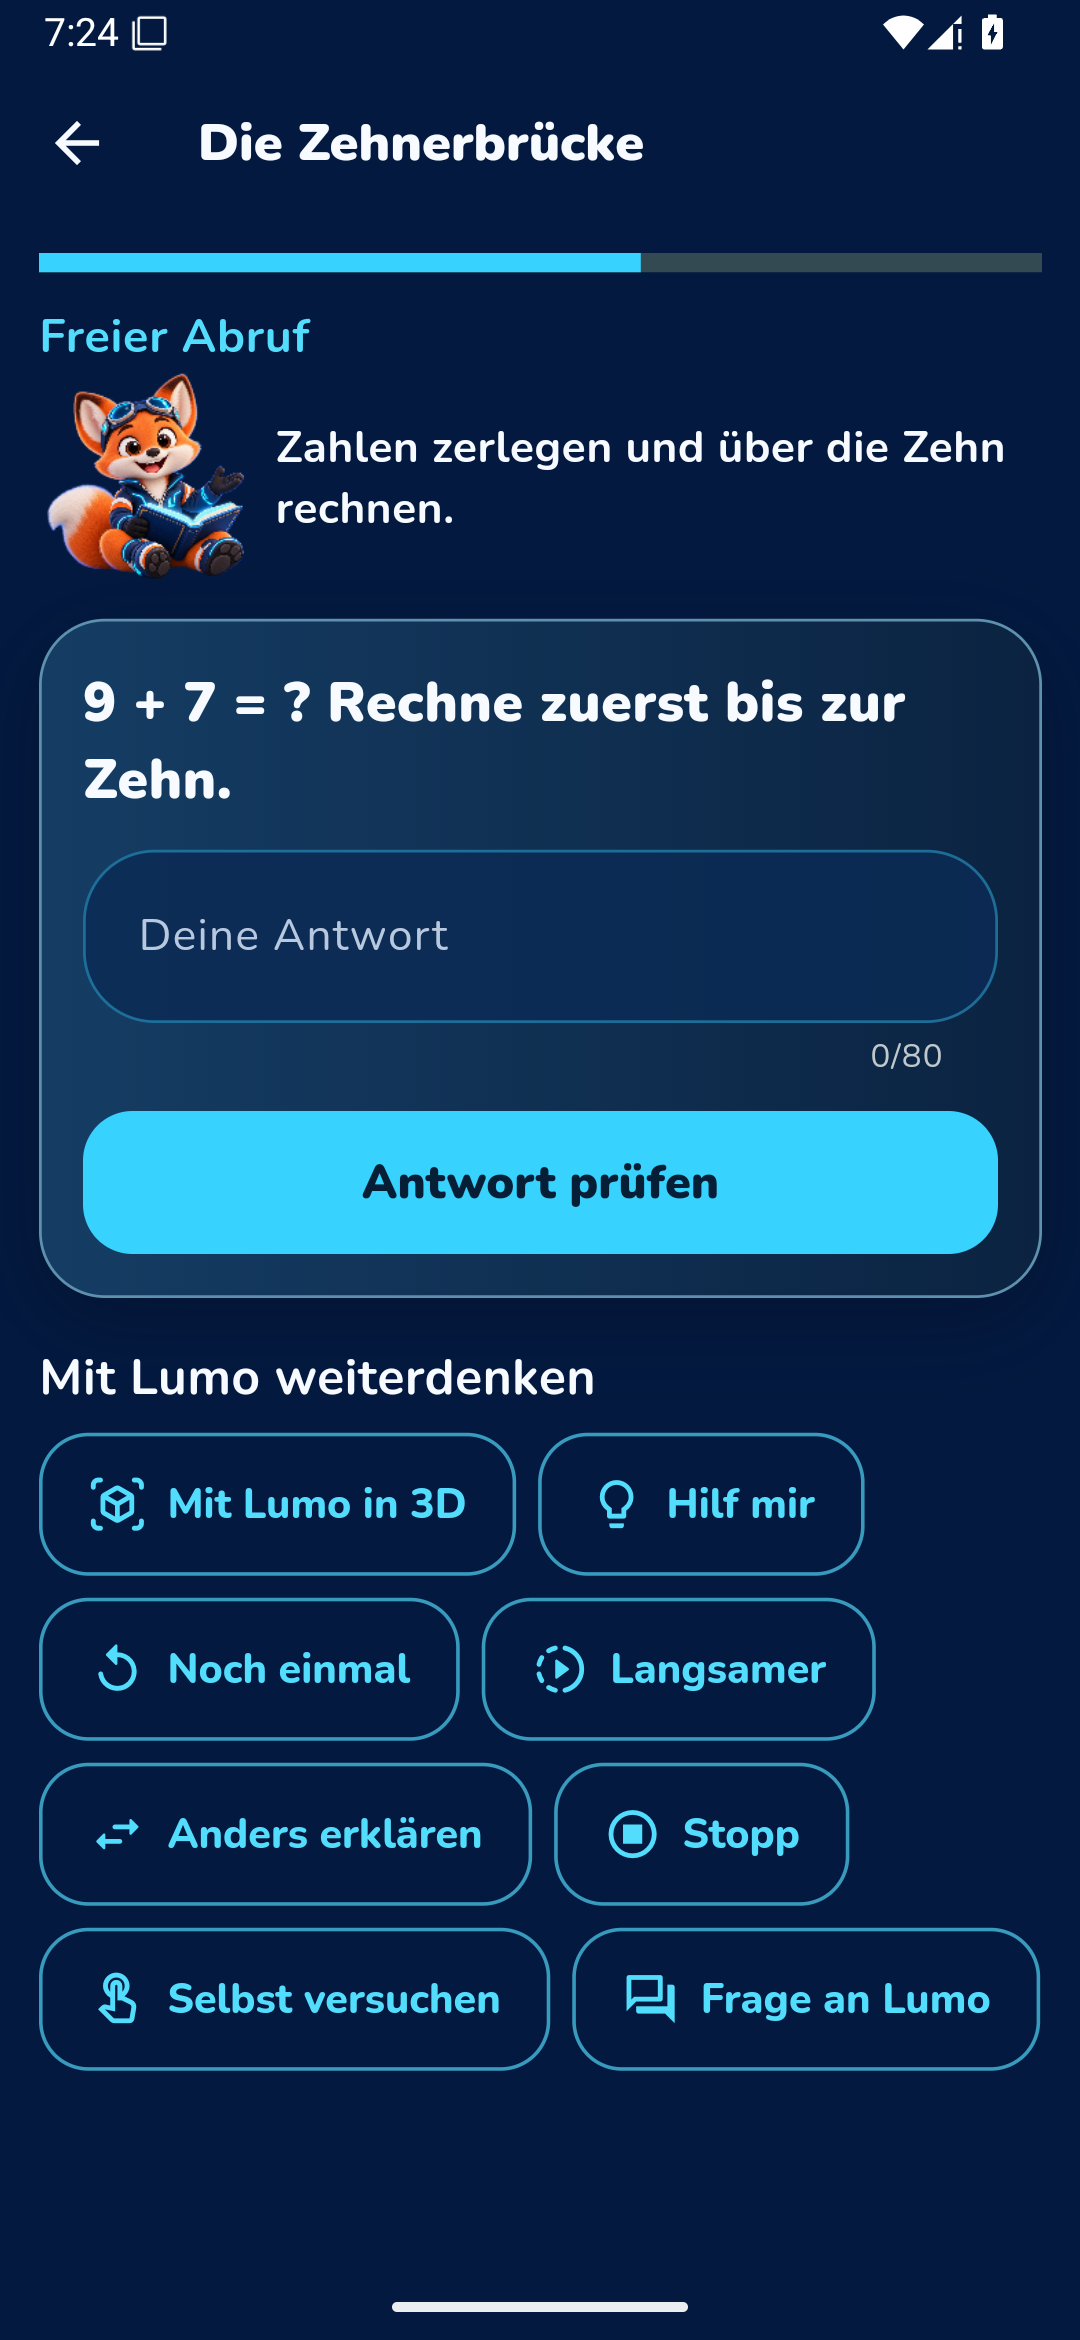 7:24
Die Zehnerbrücke
Freier Abruf
Zahlen zerlegen und über die Zehn
rechnen.
9 + 7 = ? Rechne zuerst bis zur
Zehn.
Deine Antwort
0/80
Antwort prüfen
Mit Lumo weiterdenken
Mit Lumo in 3D
Hilf mir
Noch einmal
Langsamer
Anders erklären
Stopp
Selbst versuchen
Frage an Lumo